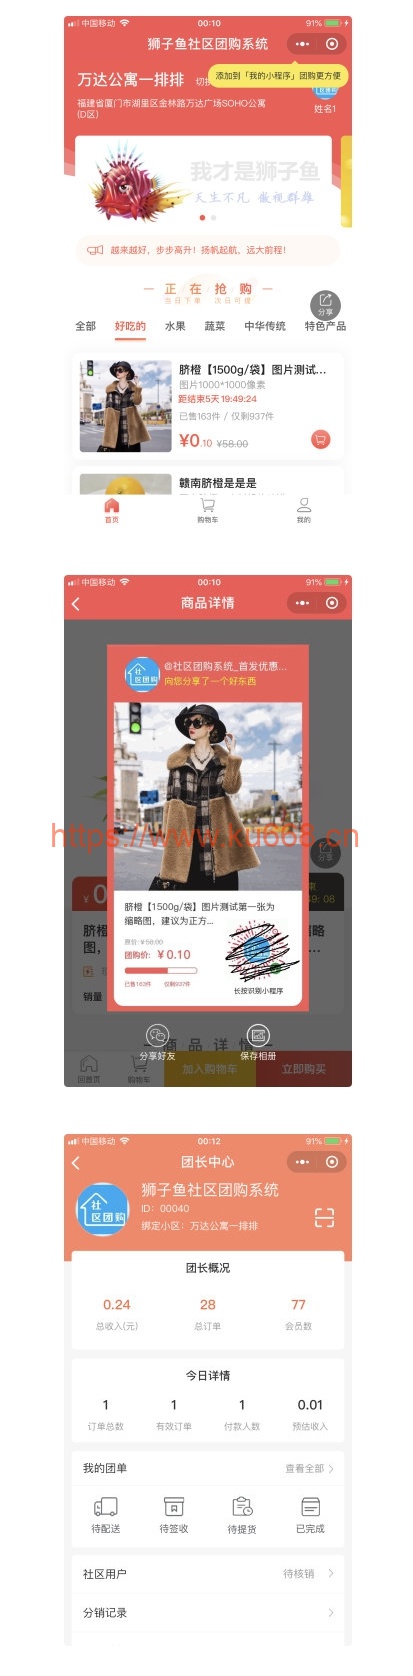 中国移动 00:10 91%
狮子鱼社区团购系统
添加到「我的小程序」团购更方便
万达公寓一排排 切换
福建省厦门市湖里区金林路万达广场SOHO公寓
(D区)
姓名1
我才是狮子鱼
天生不凡 傲视群雄
越来越好，步步高升！扬帆起航，远大前程！
正/在/抢/购
当日下单 次日可提
分享
全部 好吃的 水果 蔬菜 中华传统 特色产品
脐橙【1500g/袋】图片测试...
图片1000*1000像素
距结束5天 19:49:24
已售163件 / 仅剩937件
¥0.10 ¥58.00
赣南脐橙是是是
首页 购物车 我的
中国移动 00:10 91%
商品详情
社
区团购
@社区团购系统_首发优惠...
向您分享了一个好东西
https://www.ku668.cn
分享
脐橙【1500g/袋】图片测试第一张为
缩略图，建议为正方...
原价: ¥58.00
团购价: ¥0.10
已售163件 仅剩937件
长按识别小程序
销量
分享好友 保存相册
商品详情
回首页 购物车 加入购物车 立即购买
中国移动 00:12 91%
团长中心
社
区团购
狮子鱼社区团购系统
ID: 00040
绑定小区：万达公寓一排排
团长概况
0.24 28 77
总收入(元) 总订单 会员数
今日详情
1 1 1 0.01
订单总数 有效订单 付款人数 预估收入
我的团单 查看全部
待配送 待签收 待提货 已完成
社区用户 待核销
分销记录